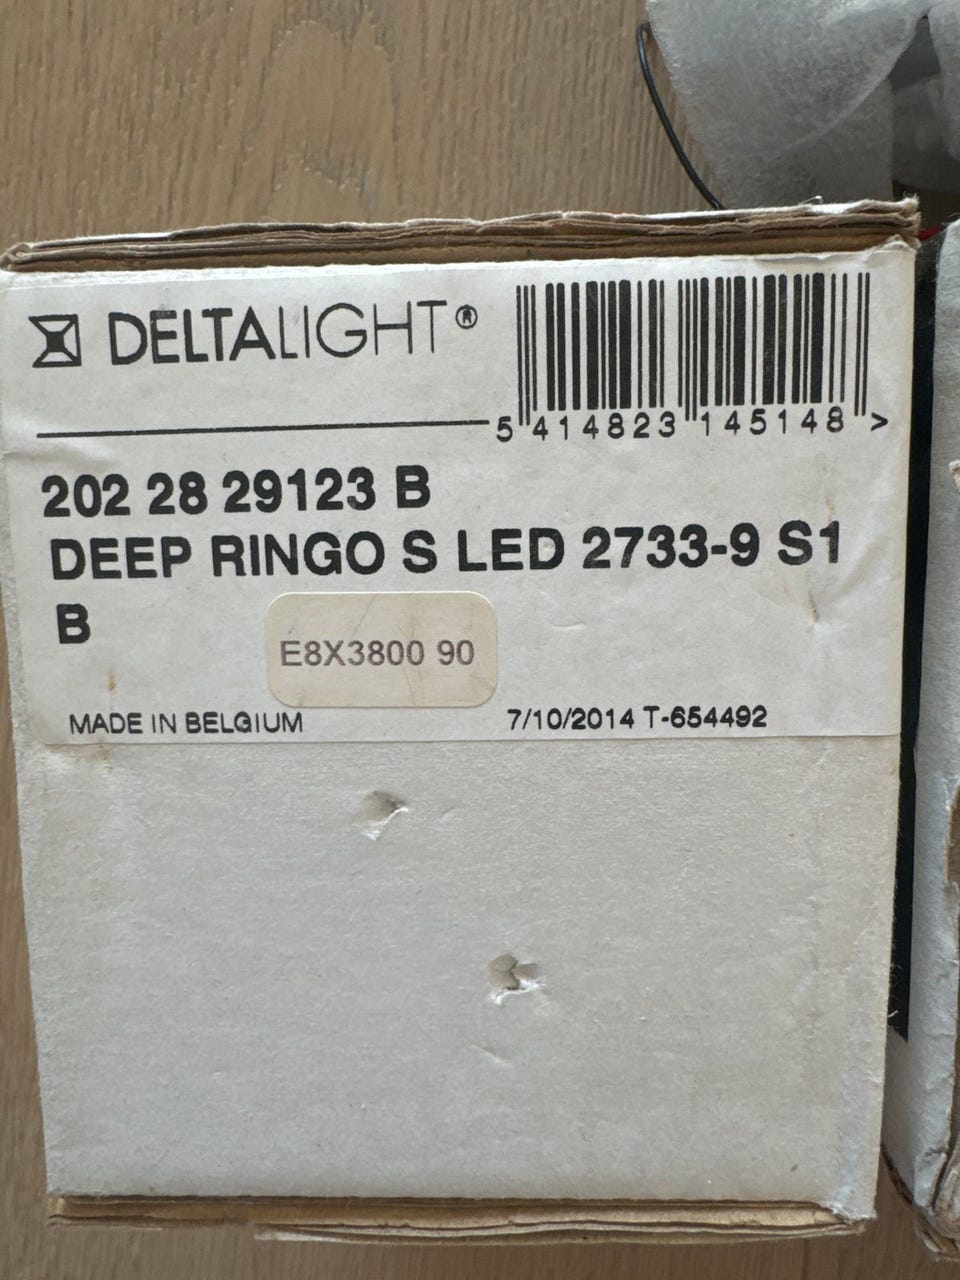 DELTALIGHT®
5 414823 145148 >
202 28 29123 B
DEEP RINGO S LED 2733-9 S1
B
E8X3800 90
MADE IN BELGIUM 7/10/2014 T-654492